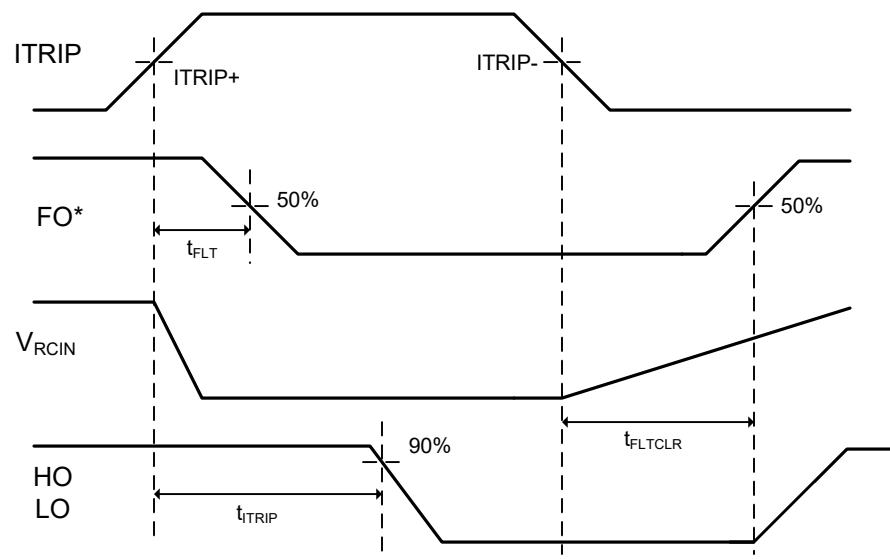 ITRIP
ITRIP+
ITRIP-
FO*
50%
50%
tFLT
VRCIN
tFLTCLR
HO
LO
90%
tITRIP